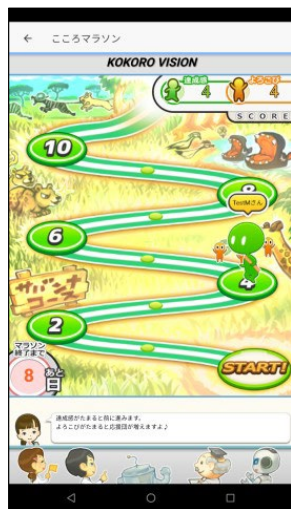 こころマラソン
KOKORO VISION
達成感
4
よろこび
4
SCORE
10
8
TestMさん
6
4
サバンナ
コース
2
マラソン
終了まで
あと
8
日
START!
達成感がたまると前に進みます。
よろこびがたまると応援団が増えますよ♪